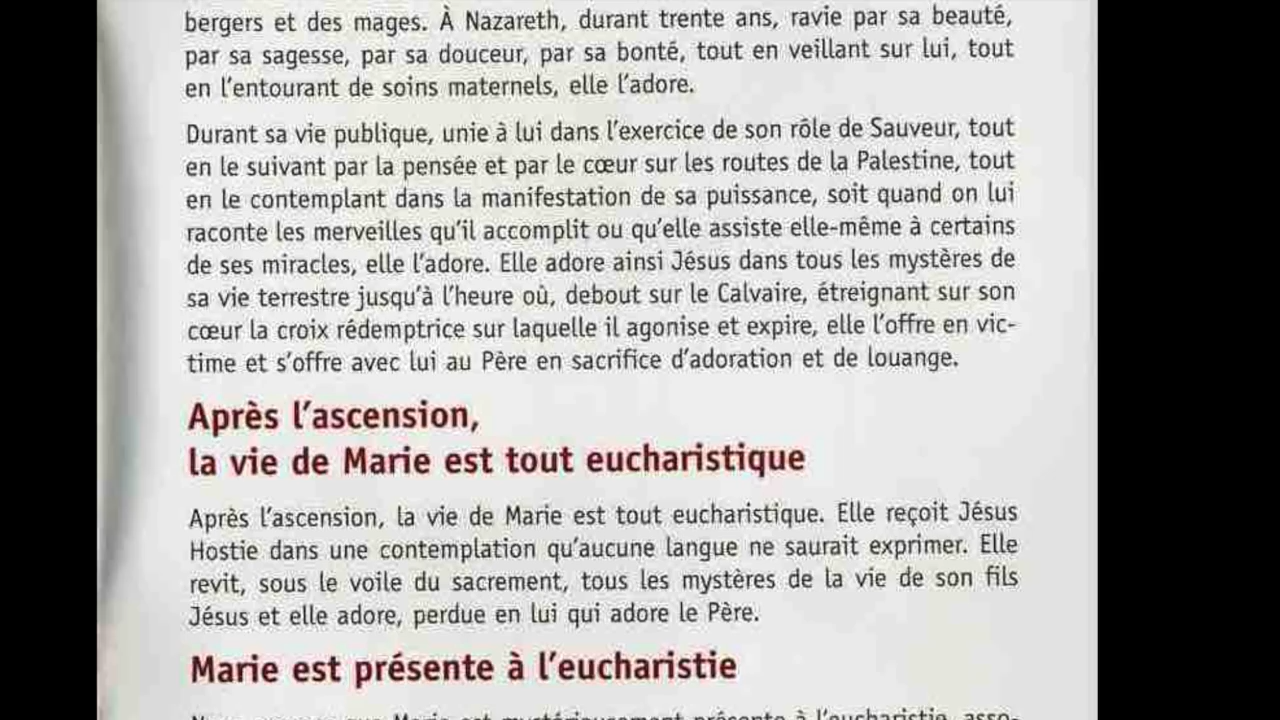 bergers et des mages. À Nazareth, durant trente ans, ravie par sa beauté,
par sa sagesse, par sa douceur, par sa bonté, tout en veillant sur lui, tout
en l’entourant de soins maternels, elle l’adore.
Durant sa vie publique, unie à lui dans l’exercice de son rôle de Sauveur, tout
en le suivant par la pensée et par le cœur sur les routes de la Palestine, tout
en le contemplant dans la manifestation de sa puissance, soit quand on lui
raconte les merveilles qu’il accomplit ou qu’elle assiste elle-même à certains
de ses miracles, elle l’adore. Elle adore ainsi Jésus dans tous les mystères de
sa vie terrestre jusqu’à l’heure où, debout sur le Calvaire, étreignant sur son
cœur la croix rédemptrice sur laquelle il agonise et expire, elle l’offre en vic-
time et s’offre avec lui au Père en sacrifice d’adoration et de louange.
Après l’ascension,
la vie de Marie est tout eucharistique
Après l’ascension, la vie de Marie est tout eucharistique. Elle reçoit Jésus
Hostie dans une contemplation qu’aucune langue ne saurait exprimer. Elle
revit, sous le voile du sacrement, tous les mystères de la vie de son fils
Jésus et elle adore, perdue en lui qui adore le Père.
Marie est présente à l’eucharistie
que Marie est mystérieusement présente à l’eucharistie, asso-